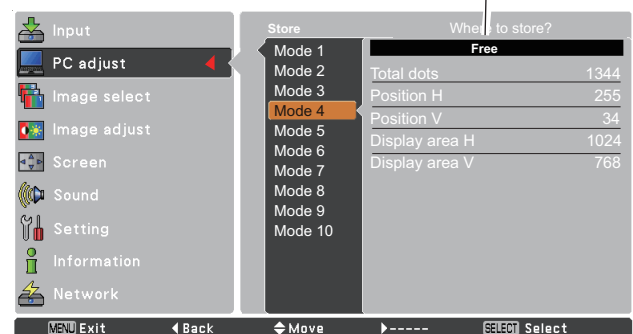 Input
PC adjust
Image select
Image adjust
Screen
Sound
Setting
Information
Network
Store
Mode 1
Mode 2
Mode 3
Mode 4
Mode 5
Mode 6
Mode 7
Mode 8
Mode 9
Mode 10
Where to store?
Free
Total dots 1344
Position H 255
Position V 34
Display area H 1024
Display area V 768
MENU Exit Back Move ----- SELECT Select